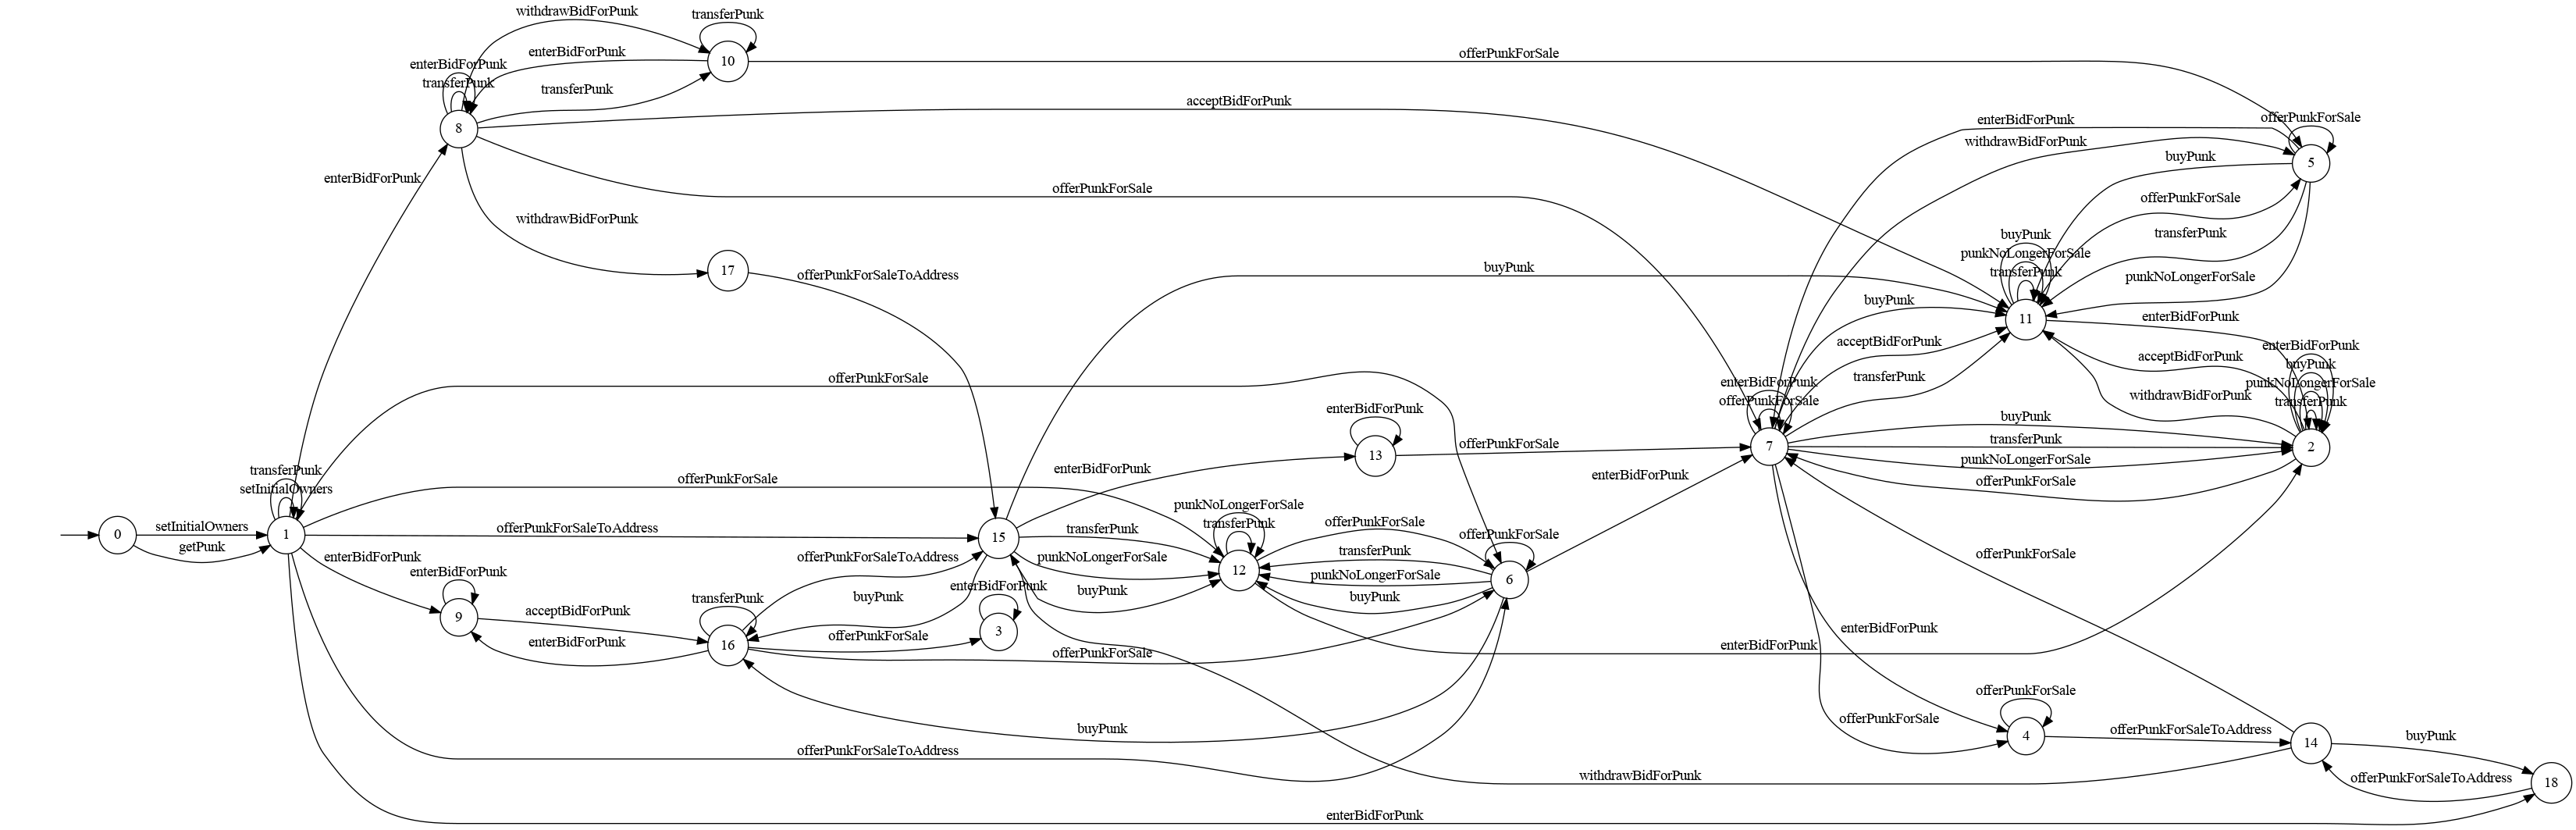 withdrawBidForPunk
transferPunk
enterBidForPunk
10
offerPunkForSale
enterBidForPunk
transferPunk
transferPunk
8
acceptBidForPunk
enterBidForPunk
offerPunkForSale
withdrawBidForPunk
buyPunk
5
enterBidForPunk
offerPunkForSale
offerPunkForSale
withdrawBidForPunk
transferPunk
buyPunk
punkNoLongerForSale
transferPunk
17
offerPunkForSaleToAddress
buyPunk
punkNoLongerForSale
buyPunk
11
enterBidForPunk
acceptBidForPunk
acceptBidForPunk
enterBidForPunk
buyPunk
offerPunkForSale
transferPunk
enterBidForPunk
offerPunkForSale
punkNoLongerForSale
withdrawBidForPunk
transferPunk
enterBidForPunk
buyPunk
offerPunkForSale
transferPunk
7
2
13
punkNoLongerForSale
enterBidForPunk
transferPunk
enterBidForPunk
offerPunkForSale
offerPunkForSale
setInitialOwners
punkNoLongerForSale
setInitialOwners
offerPunkForSaleToAddress
transferPunk
transferPunk
offerPunkForSale
offerPunkForSale
0
1
15
getPunk
enterBidForPunk
offerPunkForSaleToAddress
punkNoLongerForSale
transferPunk
offerPunkForSale
12
punkNoLongerForSale
6
enterBidForPunk
enterBidForPunk
buyPunk
transferPunk
buyPunk
buyPunk
acceptBidForPunk
9
3
offerPunkForSale
enterBidForPunk
16
offerPunkForSale
enterBidForPunk
enterBidForPunk
offerPunkForSale
buyPunk
offerPunkForSale
4
offerPunkForSaleToAddress
14
buyPunk
offerPunkForSaleToAddress
withdrawBidForPunk
offerPunkForSaleToAddress
18
enterBidForPunk